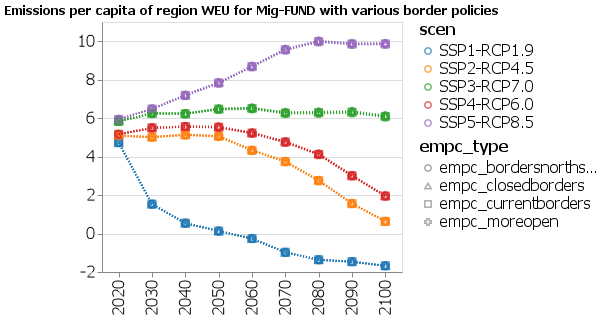 Emissions per capita of region WEU for Mig-FUND with various border policies
10
8
6
4
2
0
-2
2020
2030
2040
2050
2060
2070
2080
2090
2100
scen
SSP1-RCP1.9
SSP2-RCP4.5
SSP3-RCP7.0
SSP4-RCP6.0
SSP5-RCP8.5
empc_type
empc_bordersnorths...
empc_closedborders
empc_currentborders
empc_moreopen